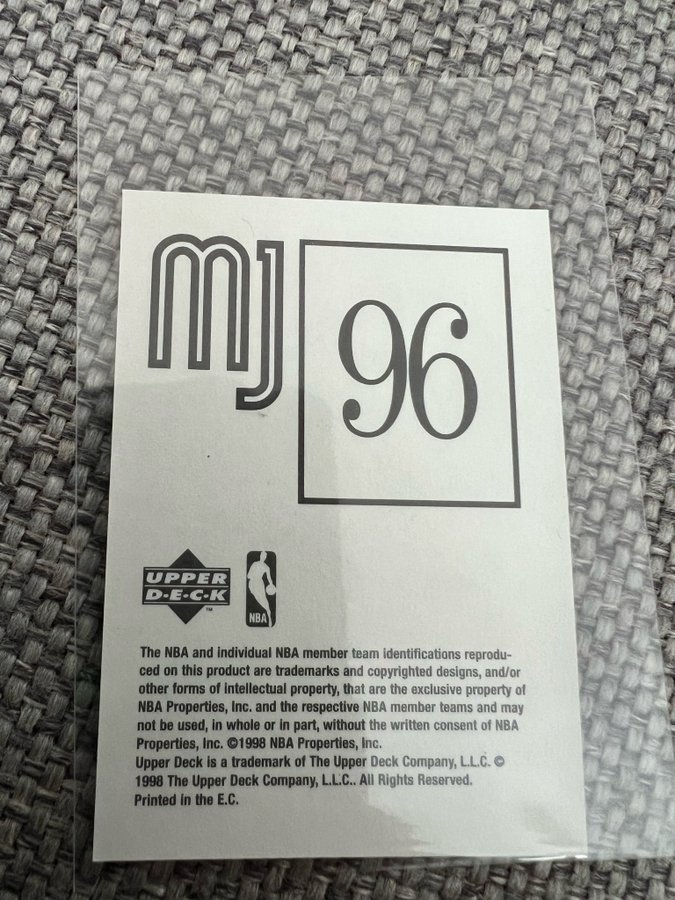 mj
96
UPPER
D·E·C·K
TM
NBA
The NBA and individual NBA member team identifications reprodu-
ced on this product are trademarks and copyrighted designs, and/or
other forms of intellectual property, that are the exclusive property of
NBA Properties, Inc. and the respective NBA member teams and may
not be used, in whole or in part, without the written consent of NBA
Properties, Inc. ©1998 NBA Properties, Inc.
Upper Deck is a trademark of The Upper Deck Company, L.L.C. ©
1998 The Upper Deck Company, L.L.C.. All Rights Reserved.
Printed in the E.C.